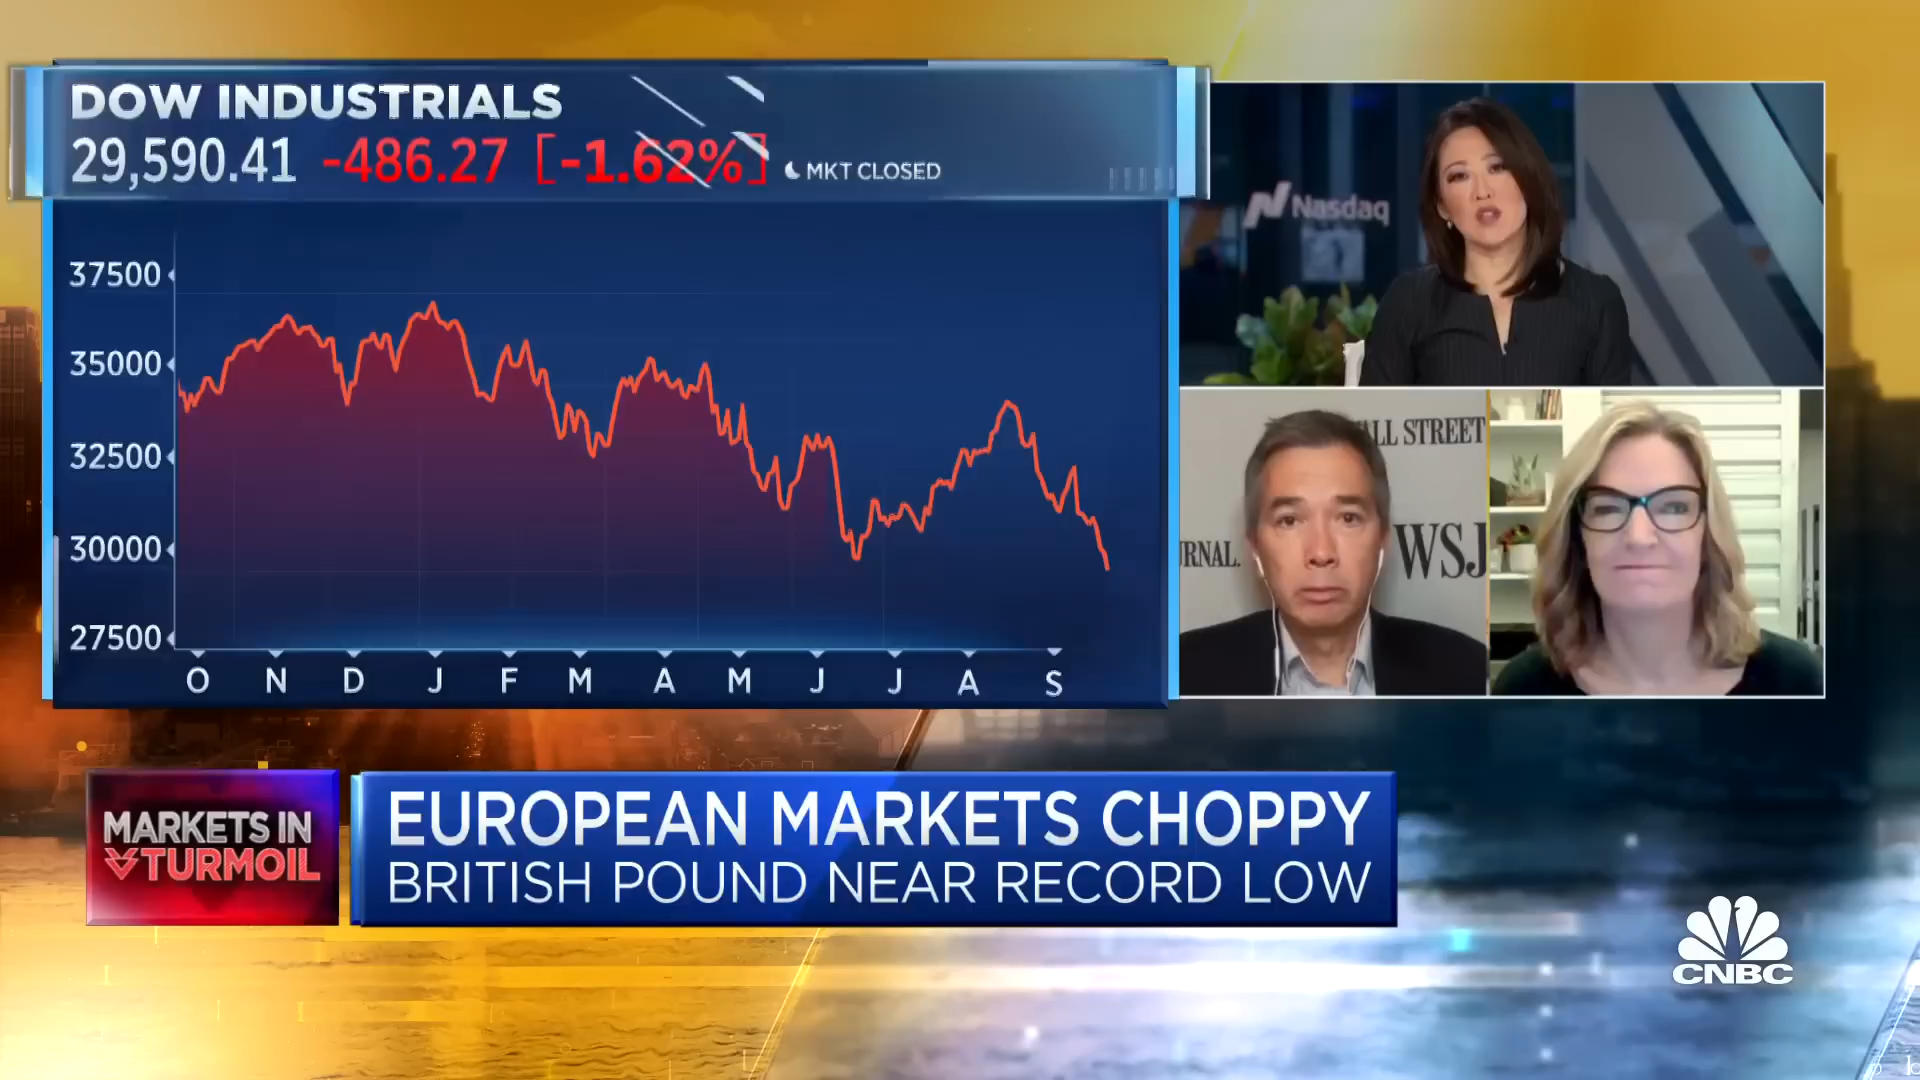 DOW INDUSTRIALS
29,590.41 -486.27 [-1.62%] MKT CLOSED
37500
35000
32500
30000
27500
O N D J F M A M J J A S
Nasdaq
ALL STREET
RNAL.
WSJ
MARKETS IN
TURMOIL
EUROPEAN MARKETS CHOPPY
BRITISH POUND NEAR RECORD LOW
CNBC